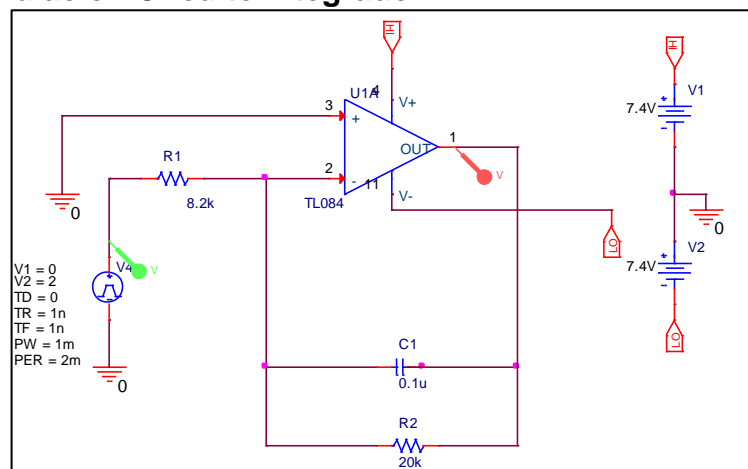 HI
HI
U1A
4
V+
V1
3
+
7.4V
1
OUT
R1
2
-
8.2k
TL084
11
V-
V
0
0
V2
LO
7.4V
V4
V
V1 = 0
V2 = 2
TD = 0
TR = 1n
TF = 1n
PW = 1m
PER = 2m
LO
C1
0
0.1u
R2
20k